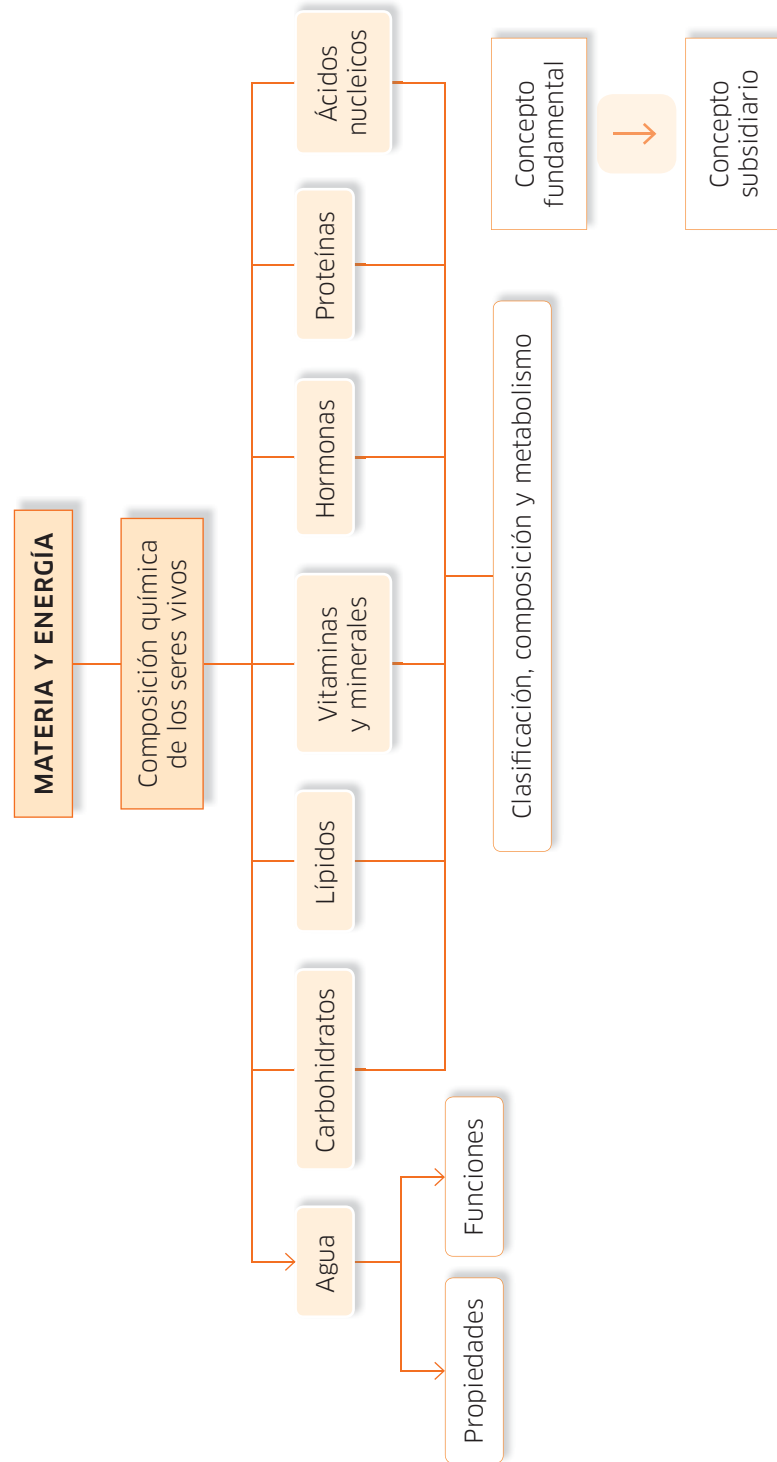 MATERIA Y ENERGÍA
Composición química
de los seres vivos
Agua
Carbohidratos
Lípidos
Vitaminas
y minerales
Hormonas
Proteínas
Ácidos
nucleicos
Propiedades
Funciones
Clasificación, composición y metabolismo
Concepto
fundamental
Concepto
subsidiario